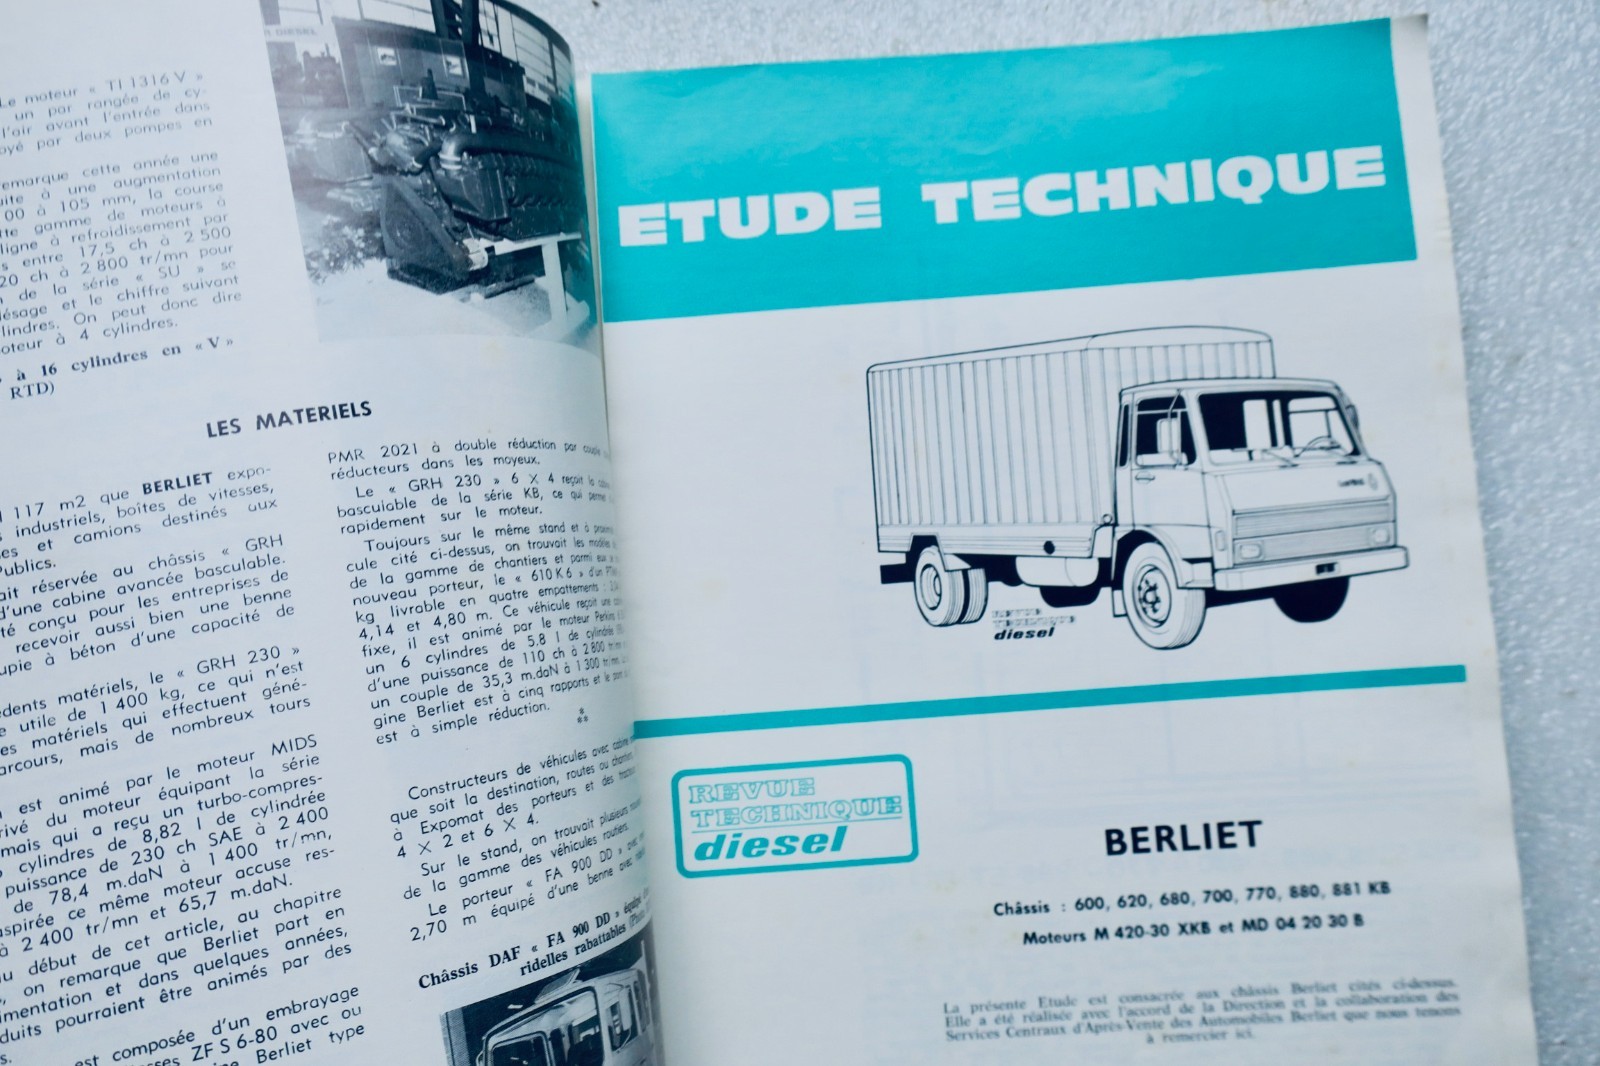 Le moteur « TI 1316 V »
un par rangée de cy-
l'air avant l'entrée dans
oyé par deux pompes en
remarque cette année une
uite à une augmentation
00 à 105 mm, la course
tte gamme de moteurs à
ligne à refroidissement par
s entre 17,5 ch à 2 500
20 ch à 2 800 tr/mn pour
de la série « SU » se
lésage et le chiffre suivant
lindres. On peut donc dire
oteur à 4 cylindres.
à 16 cylindres en « V »
RTD)
DIESEL
LES MATERIELS
117 m2 que BERLIET expo-
industriels, boîtes de vitesses,
es et camions destinés aux
Publics.
ait réservée au châssis « GRH
d'une cabine avancée basculable.
té conçu pour les entreprises de
recevoir aussi bien une benne
upie à béton d'une capacité de
édents matériels, le « GRH 230 »
e utile de 1 400 kg, ce qui n'est
es matériels qui effectuent géné-
arcours, mais de nombreux tours
est animé par le moteur MIDS
rivé du moteur équipant la série
mais qui a reçu un turbo-compres-
cylindres de 8,82 l de cylindrée
puissance de 230 ch SAE à 2 400
de 78,4 m.daN à 1 400 tr/mn,
aspirée ce même moteur accuse res-
à 2 400 tr/mn et 65,7 m.daN.
au début de cet article, au chapitre
, on remarque que Berliet part en
imentation et dans quelques années,
duits pourraient être animés par des
s.
est composée d'un embrayage
esses ZF S 6-80 avec ou
ine Berliet type
PMR 2021 à double réduction par
réducteurs dans les moyeux.
Le « GRH 230 » 6 X 4 reçoit la
basculable de la série KB, ce qui permet
rapidement sur le moteur.
Toujours sur le même stand et à
cule cité ci-dessus, on trouvait les
de la gamme de chantiers et parmi eux
nouveau porteur, le « 610 K 6 » d'un
kg livrable en quatre empattements :
4,14 et 4,80 m. Ce véhicule reçoit une
fixe, il est animé par le moteur Perkins
un 6 cylindres de 5.8 l de cylindrée
d'une puissance de 110 ch à 2 800
un couple de 35,3 m.daN à 1 300 tr/mn.
gine Berliet est à cinq rapports et le pont
est à simple réduction.
Constructeurs de véhicules avec cabine
que soit la destination, routes ou chantiers,
à Expomat des porteurs et des
4 X 2 et 6 X 4.
Sur le stand, on trouvait plusieurs
de la gamme des véhicules routiers.
Le porteur « FA 900 DD » avec
2,70 m équipé d'une benne avec
Châssis DAF « FA 900 DD » équipé
ridelles rabattables
ETUDE TECHNIQUE
REVUE
TECHNIQUE
diesel
REVUE
TECHNIQUE
diesel
BERLIET
Châssis : 600, 620, 680, 700, 770, 880, 881 KB
Moteurs M 420-30 XKB et MD 04 20 30 B
La présente Etude est consacrée aux châssis Berliet cités ci-dessus.
Elle a été réalisée avec l'accord de la Direction et la collaboration des
Services Centraux d'Après-Vente des Automobiles Berliet que nous tenons
à remercier ici.